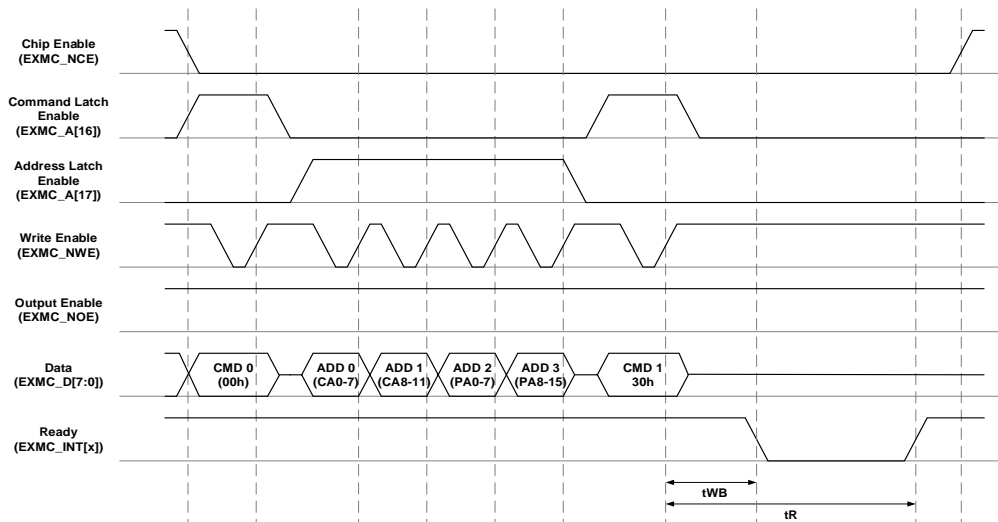 Chip Enable
(EXMC_NCE)
Command Latch
Enable
(EXMC_A[16])
Address Latch
Enable
(EXMC_A[17])
Write Enable
(EXMC_NWE)
Output Enable
(EXMC_NOE)
Data
(EXMC_D[7:0])
CMD 0
(00h)
ADD 0
(CA0-7)
ADD 1
(CA8-11)
ADD 2
(PA0-7)
ADD 3
(PA8-15)
CMD 1
30h
Ready
(EXMC_INT[x])
tWB
tR